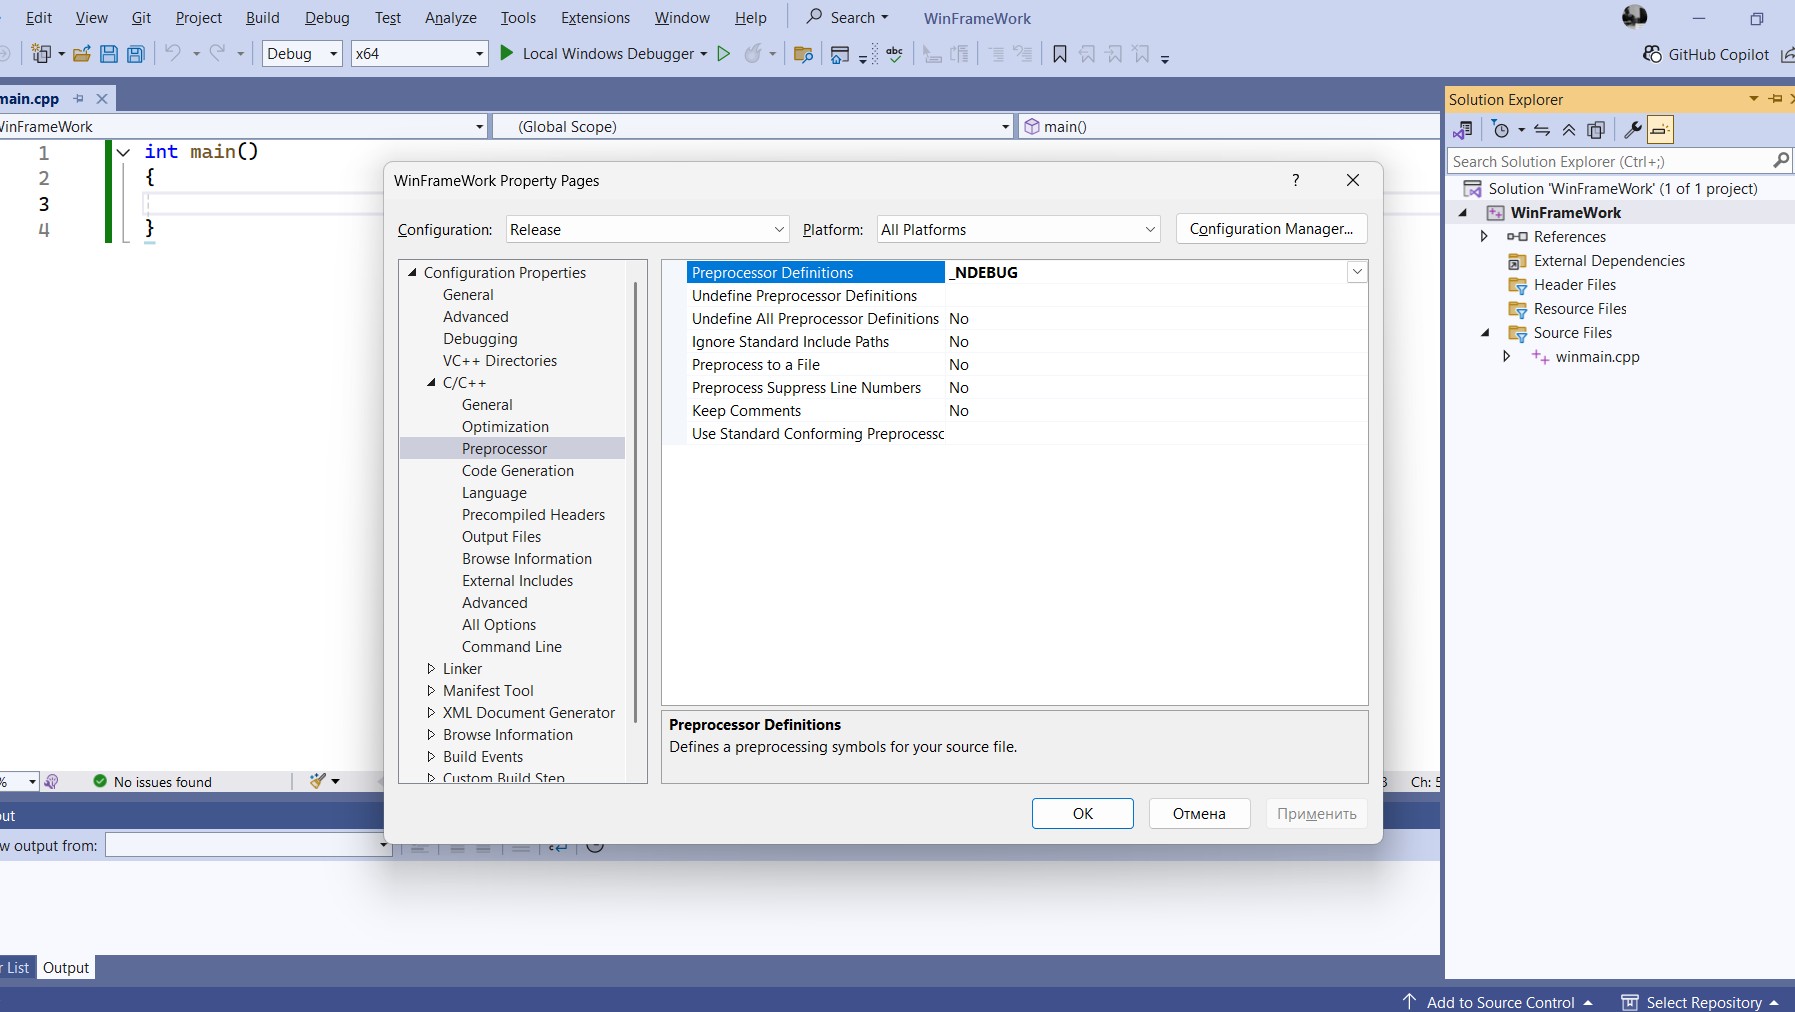 Edit View Git Project Build Debug Test Analyze Tools Extensions Window Help Search WinFrameWork
Debug x64 Local Windows Debugger abc GitHub Copilot
main.cpp
WinFrameWork (Global Scope) main()
1 int main()
2 {
3
4 }
WinFrameWork Property Pages ?
Configuration: Release Platform: All Platforms Configuration Manager...
Configuration Properties
General
Advanced
Debugging
VC++ Directories
C/C++
General
Optimization
Preprocessor
Code Generation
Language
Precompiled Headers
Output Files
Browse Information
External Includes
Advanced
All Options
Command Line
Linker
Manifest Tool
XML Document Generator
Browse Information
Build Events
Custom Build Step
Preprocessor Definitions _NDEBUG
Undefine Preprocessor Definitions
Undefine All Preprocessor Definitions No
Ignore Standard Include Paths No
Preprocess to a File No
Preprocess Suppress Line Numbers No
Keep Comments No
Use Standard Conforming Preprocessc
Preprocessor Definitions
Defines a preprocessing symbols for your source file.
OK Отмена Применить
Solution Explorer
Search Solution Explorer (Ctrl+;)
Solution 'WinFrameWork' (1 of 1 project)
WinFrameWork
References
External Dependencies
Header Files
Resource Files
Source Files
winmain.cpp
% No issues found 3 Ch: 5
out
w output from:
r List Output
Add to Source Control Select Repository